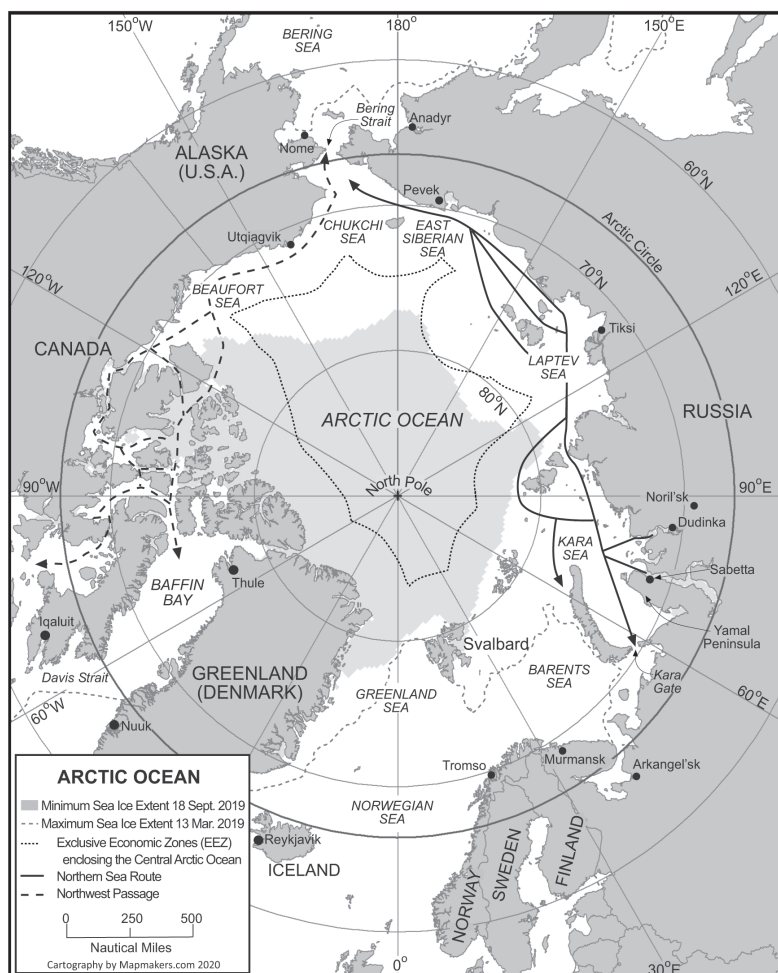 150°W
180°
150°E
BERING
SEA
Bering
Strait
Anadyr
Nome
ALASKA
(U.S.A.)
60°N
Pevek
Arctic Circle
CHUKCHI
SEA
EAST
SIBERIAN
SEA
Utqiagvik
70°N
120°W
BEAUFORT
SEA
120°E
Tiksi
CANADA
LAPTEV
SEA
80°N
ARCTIC OCEAN
RUSSIA
North Pole
90°W
90°E
Noril'sk
Dudinka
KARA
SEA
Sabetta
BAFFIN
BAY
Thule
Iqaluit
Yamal
Peninsula
Svalbard
Davis Strait
GREENLAND
(DENMARK)
BARENTS
SEA
Kara
Gate
GREENLAND
SEA
60°W
60°E
Nuuk
Tromso
Murmansk
Arkangel'sk
NORWEGIAN
SEA
Reykjavik
ICELAND
NORWAY
SWEDEN
FINLAND
0°
30°E
ARCTIC OCEAN
Minimum Sea Ice Extent 18 Sept. 2019
Maximum Sea Ice Extent 13 Mar. 2019
Exclusive Economic Zones (EEZ)
enclosing the Central Arctic Ocean
Northern Sea Route
Northwest Passage
0 250 500
Nautical Miles
Cartography by Mapmakers.com 2020